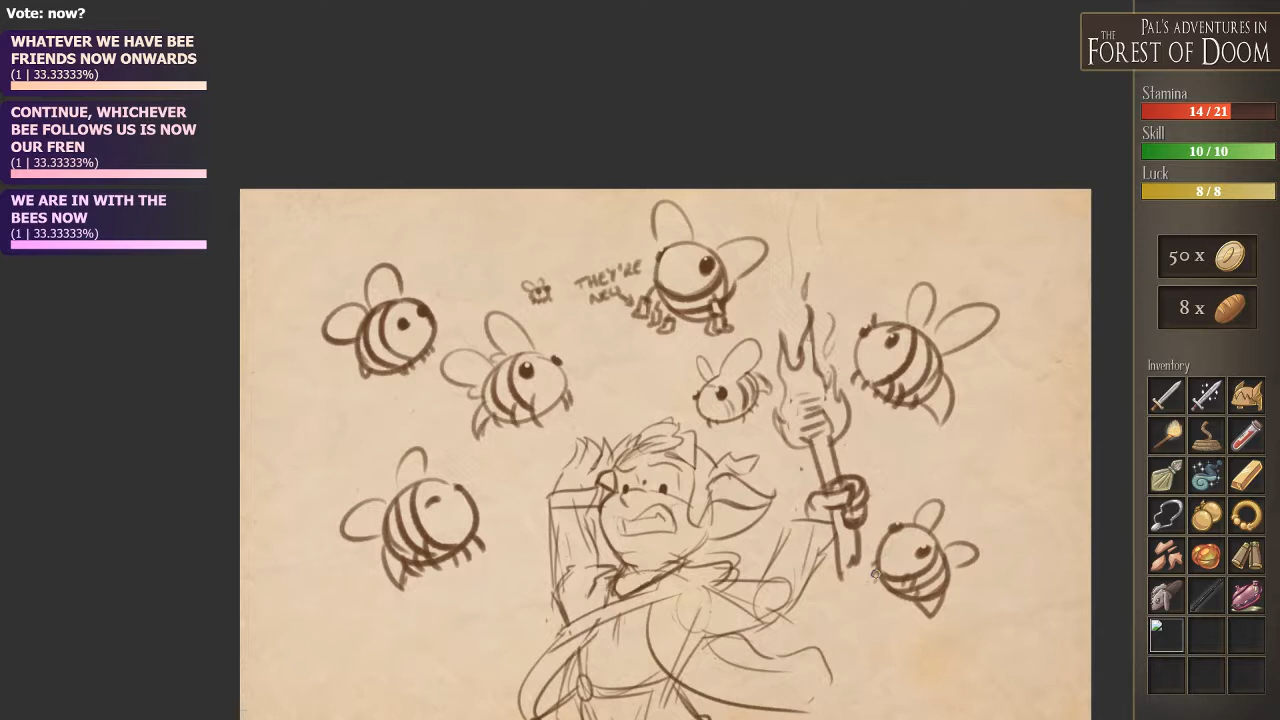 Vote: now?
WHATEVER WE HAVE BEE
FRIENDS NOW ONWARDS
(1 | 33.33333%)
CONTINUE, WHICHEVER
BEE FOLLOWS US IS NOW
OUR FREN
(1 | 33.33333%)
WE ARE IN WITH THE
BEES NOW
(1 | 33.33333%)
THEY'RE
NEW
PAL'S ADVENTURES IN
THE FOREST OF DOOM
Stamina
14 / 21
Skill
10 / 10
Luck
8 / 8
50 x
8 x
Inventory